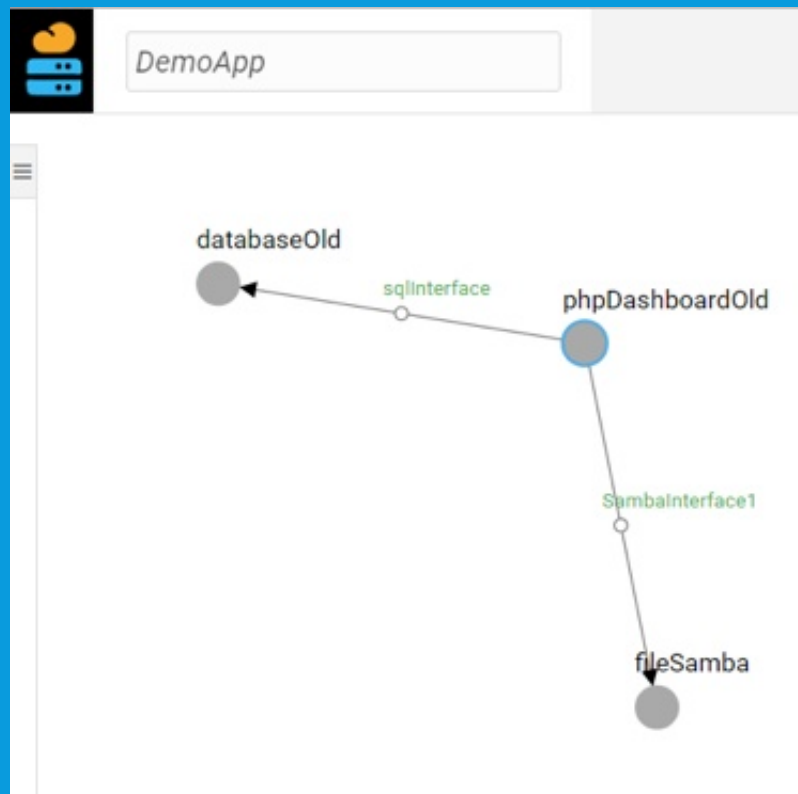 DemoApp
databaseOld
sqlInterface
phpDashboardOld
SambaInterface1
fileSamba